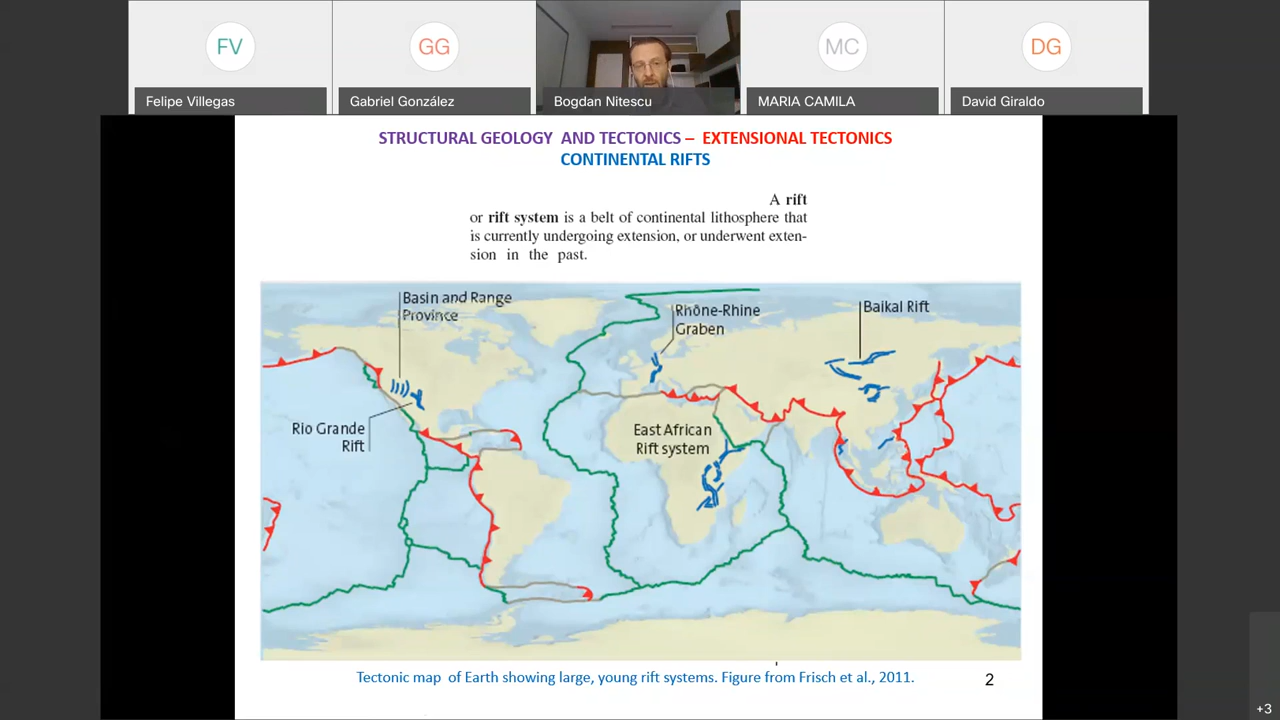 FV
GG
MC
DG
Felipe Villegas
Gabriel González
Bogdan Nitescu
MARIA CAMILA
David Giraldo
STRUCTURAL GEOLOGY AND TECTONICS – EXTENSIONAL TECTONICS
CONTINENTAL RIFTS
A rift
or rift system is a belt of continental lithosphere that
is currently undergoing extension, or underwent exten-
sion in the past.
Basin and Range
Province
Rhône-Rhine
Graben
Baikal Rift
Rio Grande
Rift
East African
Rift system
Tectonic map of Earth showing large, young rift systems. Figure from Frisch et al., 2011.
2
+3